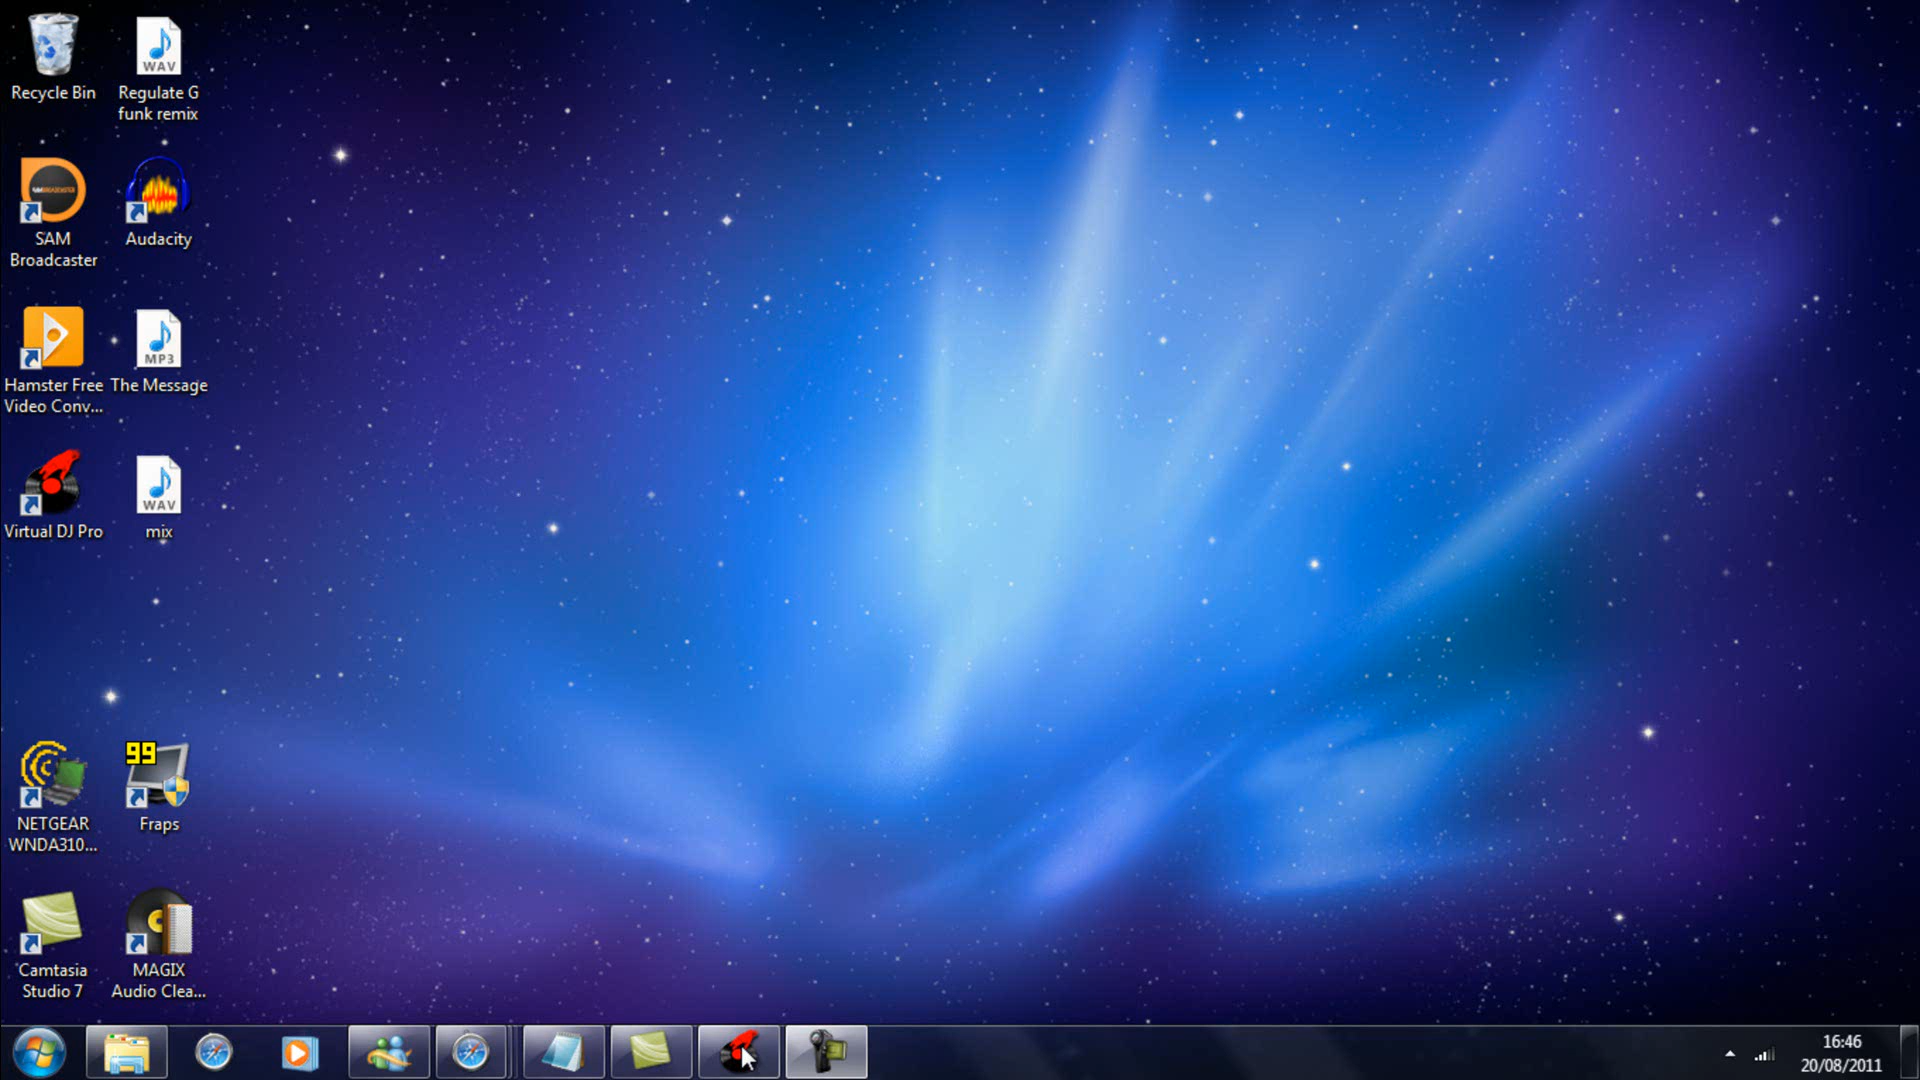 Recycle Bin
Regulate G
funk remix
WAV
SAM
Broadcaster
Audacity
Hamster Free
Video Conv...
MP3
The Message
Virtual DJ Pro
WAV
mix
NETGEAR
WNDA310...
99
Fraps
Camtasia
Studio 7
MAGIX
Audio Clea...
16:46
20/08/2011